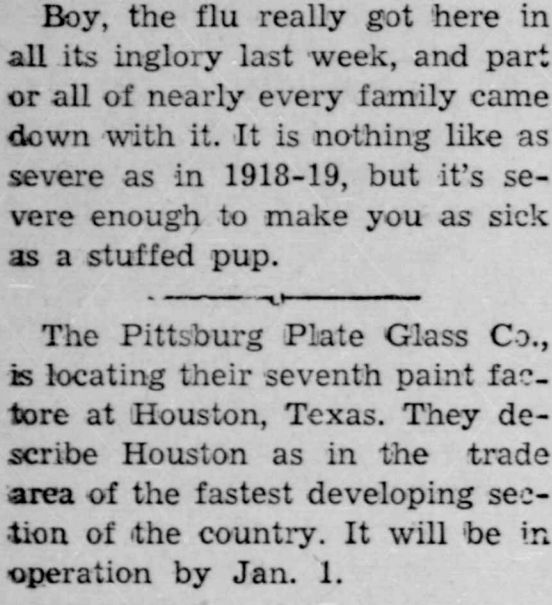 Boy, the flu really got here in
all its inglory last week, and part
or all of nearly every family came
down with it. It is nothing like as
severe as in 1918-19, but it's se-
vere enough to make you as sick
as a stuffed pup.
The Pittsburg Plate Glass Co.,
is locating their seventh paint fac-
tore at Houston, Texas. They de-
scribe Houston as in the trade
area of the fastest developing sec-
tion of the country. It will be in
operation by Jan. 1.